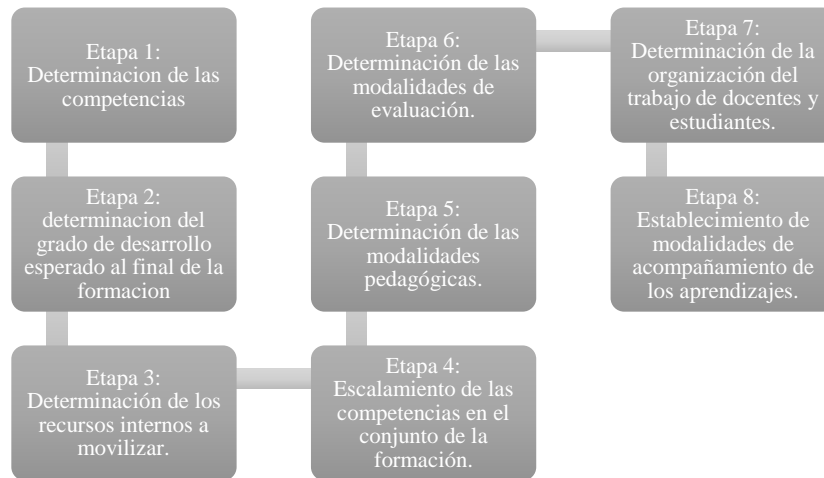 Etapa 1:
Determinacion de las
competencias
Etapa 2:
determinacion del
grado de desarrollo
esperado al final de la
formacion
Etapa 3:
Determinación de los
recursos internos a
movilizar.
Etapa 4:
Escalamiento de las
competencias en el
conjunto de la
formación.
Etapa 5:
Determinación de las
modalidades
pedagógicas.
Etapa 6:
Determinación de las
modalidades de
evaluación.
Etapa 7:
Determinación de la
organización del
trabajo de docentes y
estudiantes.
Etapa 8:
Establecimiento de
modalidades de
acompañamiento de
los aprendizajes.